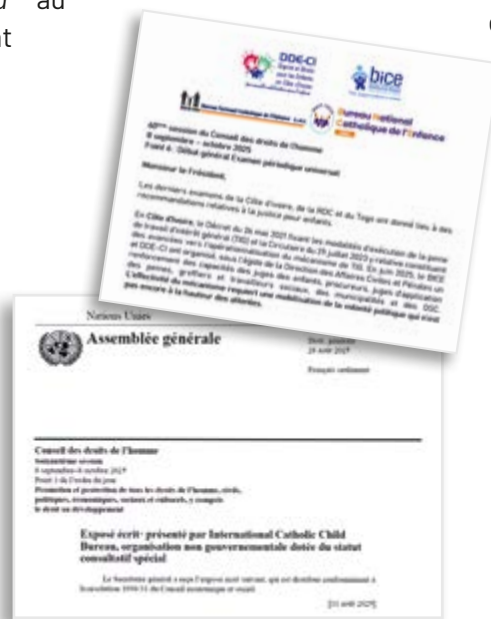 au
nt
DDE-CI
Dignité et Droits
pour les Enfants
en Côte d'Ivoire
bice
Bureau National
Catholique de l'Enfance
60ème session du Conseil des droits de l'homme
8 septembre – octobre 2025
Point 6 : Débat général Examen périodique universel
Monsieur le Président,
Les derniers examens de la Côte d'Ivoire, de la RDC et du Togo ont donné lieu à des
recommandations relatives à la justice pour enfants.
En Côte d'Ivoire, le Décret du 26 mai 2021 fixant les modalités d'exécution de la peine
de travail d'intérêt général (TIG) et la Circulaire du 25 juillet 2023 y relative constituent
des avancées vers l'opérationnalisation du mécanisme de TIG. En juin 2025, le BICE
et DDE-CI ont organisé, sous l'égide de la Direction des Affaires Civiles et Pénales un
renforcement des capacités des juges des enfants, procureurs, juges d'application
des peines, greffiers et travailleurs sociaux, des municipalités et des OSC.
L'effectivité du mécanisme requiert une mobilisation de la volonté politique qui n'est
pas encore à la hauteur des attentes.
Nations Unies
Assemblée générale
Distr. générale
28 août 2025
Français seulement
Conseil des droits de l'homme
Soixantième session
8 septembre-8 octobre 2025
Point 3 de l'ordre du jour
Promotion et protection de tous les droits de l'homme, civils,
politiques, économiques, sociaux et culturels, y compris
le droit au développement
Exposé écrit présenté par International Catholic Child
Bureau, organisation non gouvernementale dotée du statut
consultatif spécial
Le Secrétaire général a reçu l'exposé écrit suivant, qui est distribué conformément à
la résolution 1996/31 du Conseil économique et social.
août 2025]